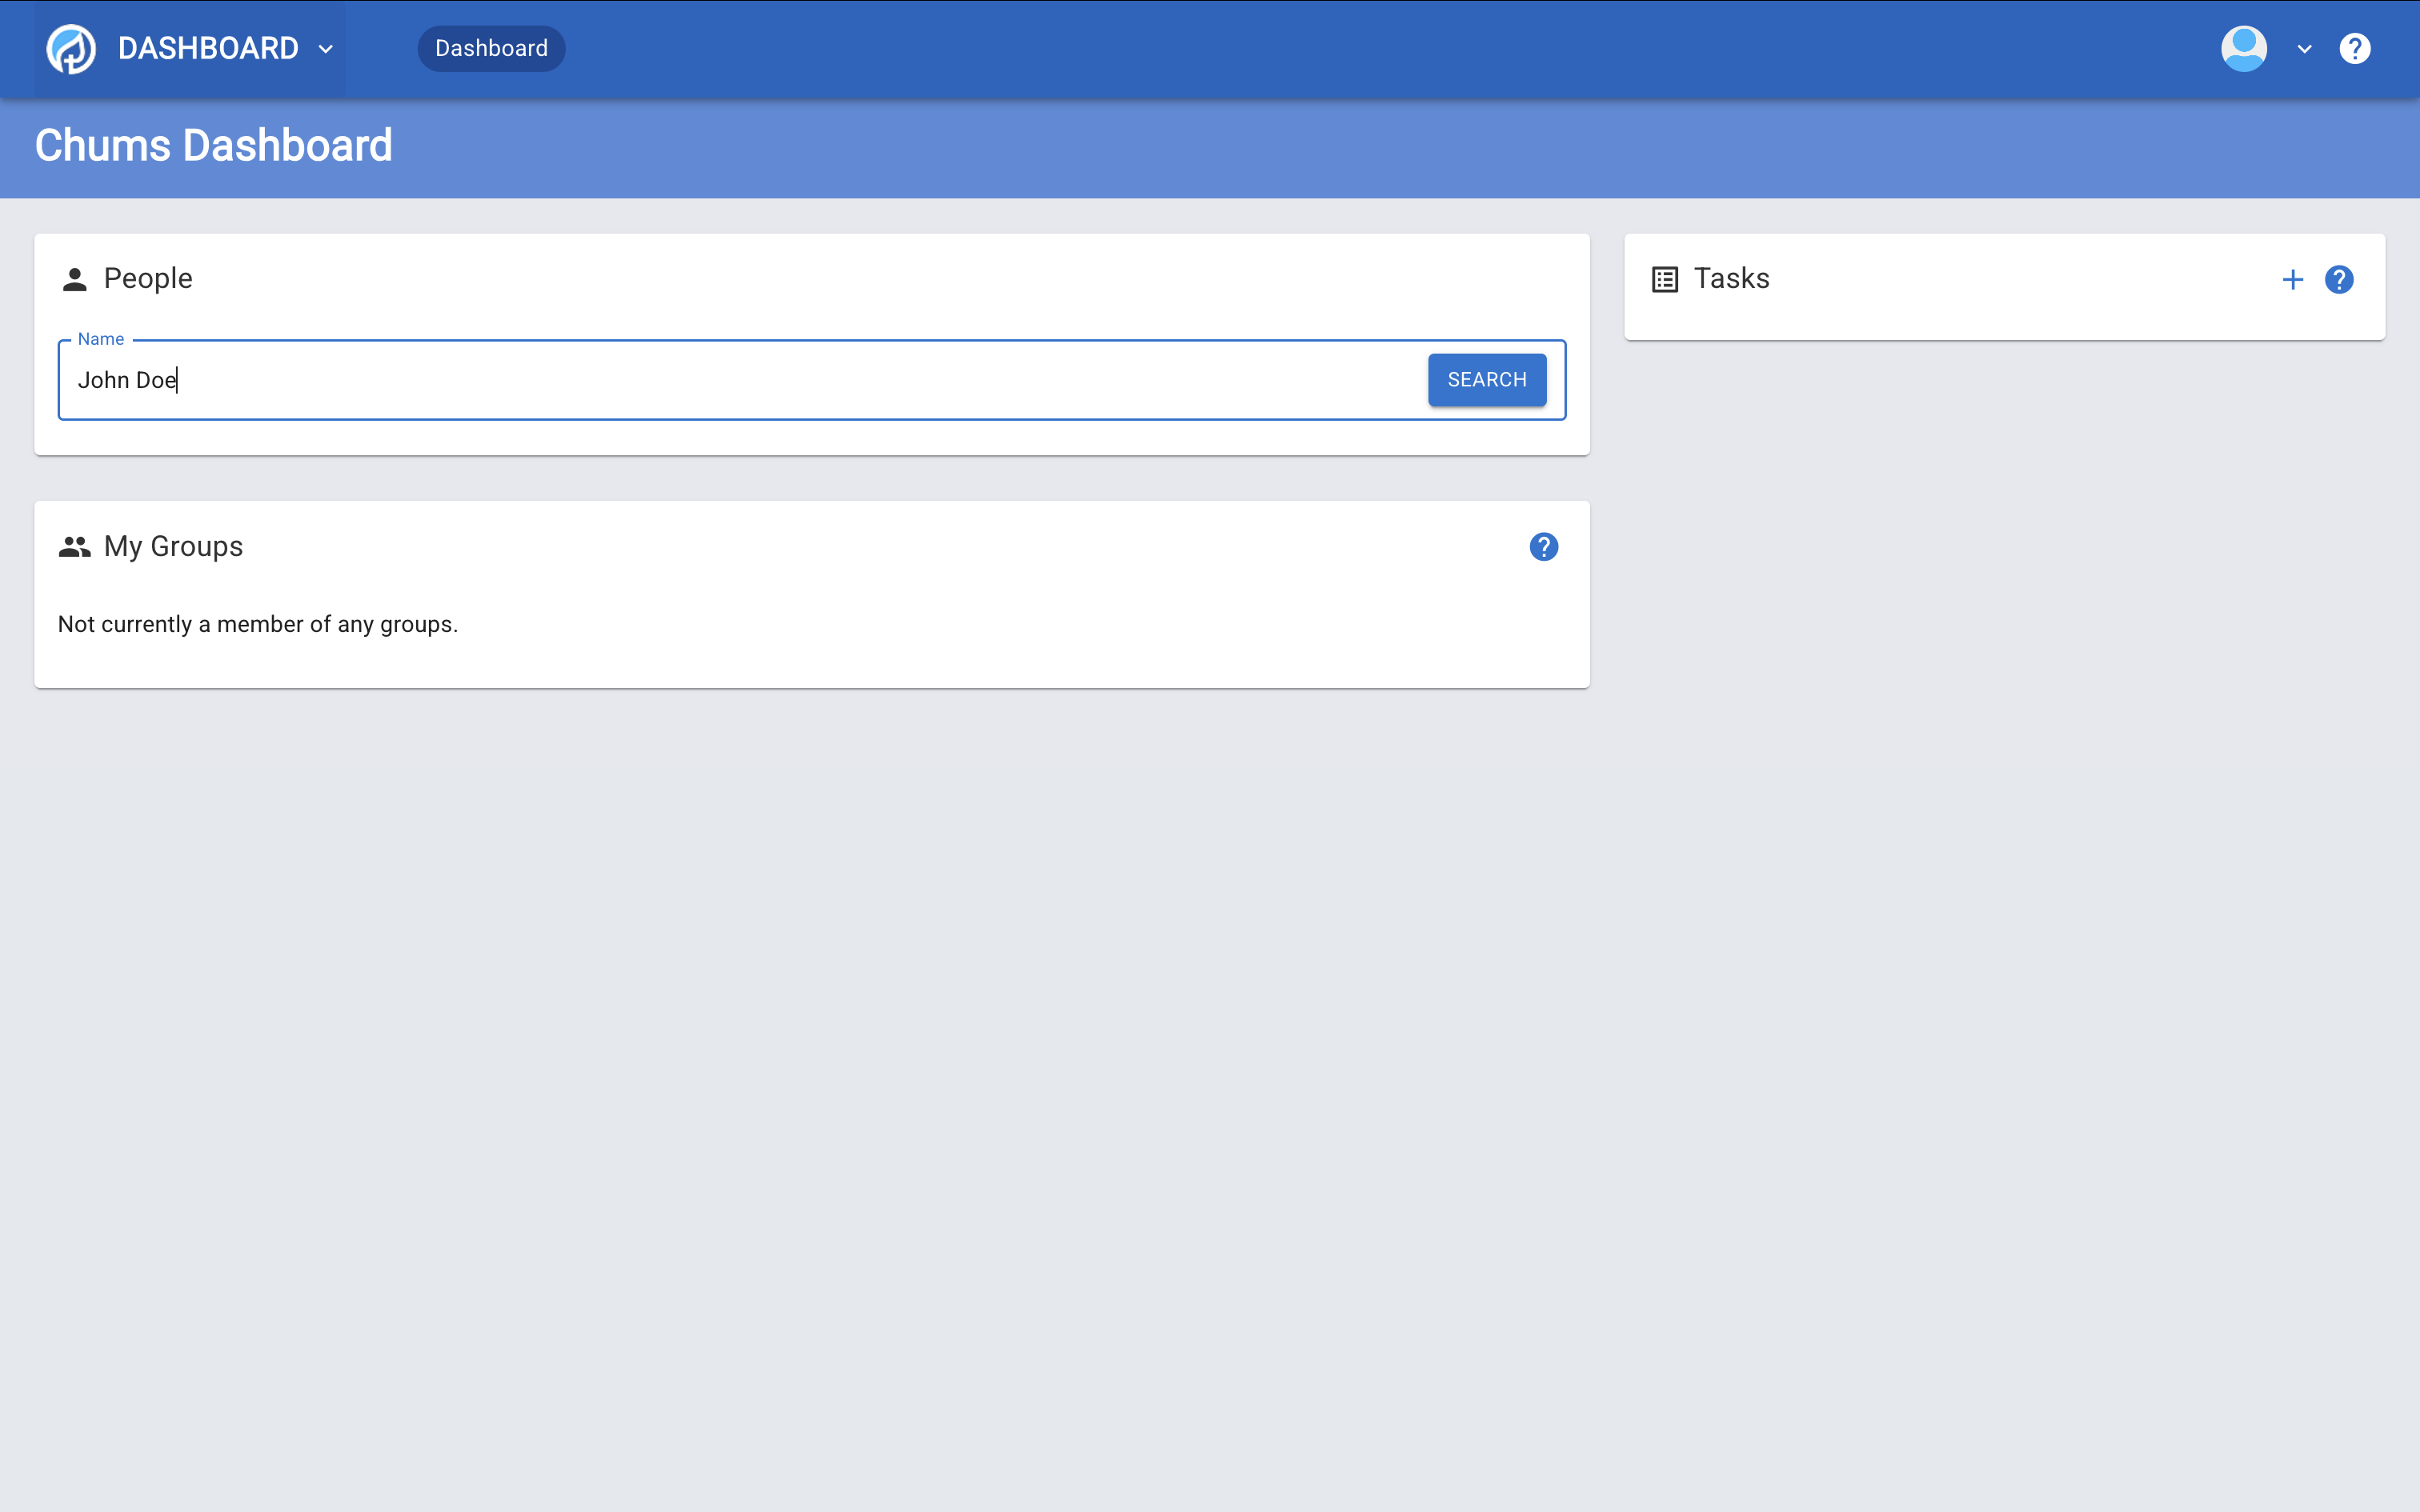 DASHBOARD
Dashboard
Chums Dashboard
People
Name
John Doe
SEARCH
My Groups
Not currently a member of any groups.
Tasks